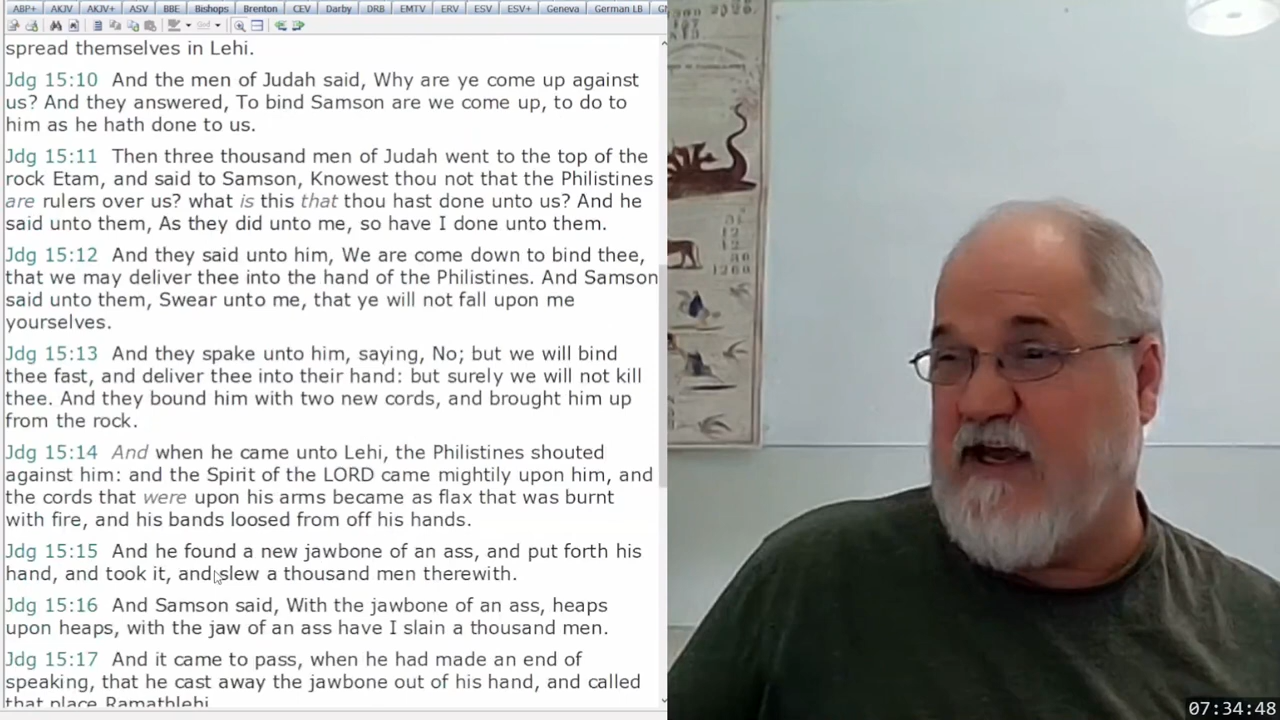 ABP+ AKJV AKJV+ ASV BBE Bishops Brenton CEV Darby DRB EMTV ERV ESV ESV+ Geneva German LB
spread themselves in Lehi.
Jdg 15:10 And the men of Judah said, Why are ye come up against
us? And they answered, To bind Samson are we come up, to do to
him as he hath done to us.
Jdg 15:11 Then three thousand men of Judah went to the top of the
rock Etam, and said to Samson, Knowest thou not that the Philistines
are rulers over us? what is this that thou hast done unto us? And he
said unto them, As they did unto me, so have I done unto them.
Jdg 15:12 And they said unto him, We are come down to bind thee,
that we may deliver thee into the hand of the Philistines. And Samson
said unto them, Swear unto me, that ye will not fall upon me
yourselves.
Jdg 15:13 And they spake unto him, saying, No; but we will bind
thee fast, and deliver thee into their hand: but surely we will not kill
thee. And they bound him with two new cords, and brought him up
from the rock.
Jdg 15:14 And when he came unto Lehi, the Philistines shouted
against him: and the Spirit of the LORD came mightily upon him, and
the cords that were upon his arms became as flax that was burnt
with fire, and his bands loosed from off his hands.
Jdg 15:15 And he found a new jawbone of an ass, and put forth his
hand, and took it, and slew a thousand men therewith.
Jdg 15:16 And Samson said, With the jawbone of an ass, heaps
upon heaps, with the jaw of an ass have I slain a thousand men.
Jdg 15:17 And it came to pass, when he had made an end of
speaking, that he cast away the jawbone out of his hand, and called
that place Ramathlehi
1260
07:34:48